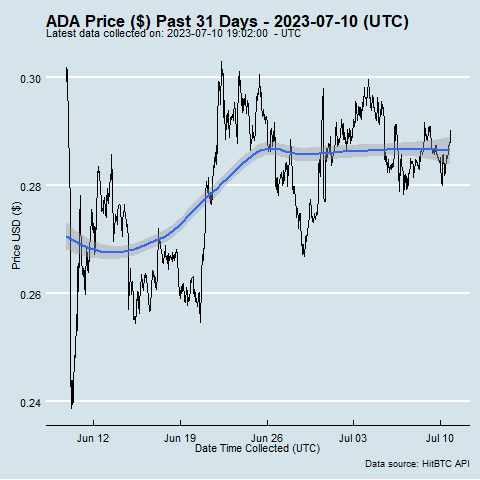 ADA Price ($) Past 31 Days - 2023-07-10 (UTC)
Latest data collected on: 2023-07-10 19:02:00 - UTC
0.30
0.28
0.26
0.24
Price USD ($)
Jun 12 Jun 19 Jun 26 Jul 03 Jul 10
Date Time Collected (UTC)
Data source: HitBTC API